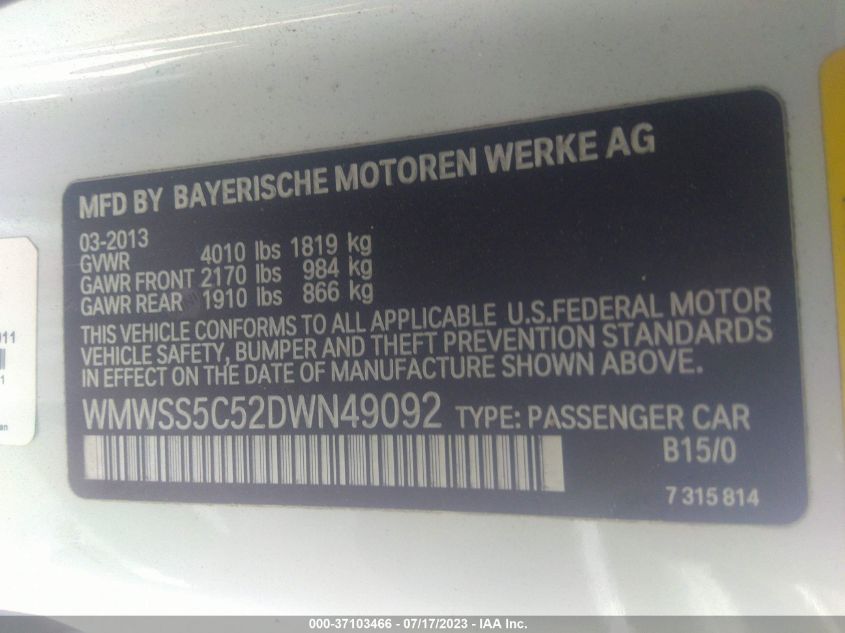 MFD BY BAYERISCHE MOTOREN WERKE AG
03-2013
GVWR 4010 lbs 1819 kg
GAWR FRONT 2170 lbs 984 kg
GAWR REAR 1910 lbs 866 kg
THIS VEHICLE CONFORMS TO ALL APPLICABLE U.S.FEDERAL MOTOR
VEHICLE SAFETY, BUMPER AND THEFT PREVENTION STANDARDS
IN EFFECT ON THE DATE OF MANUFACTURE SHOWN ABOVE.
WMWSS5C52DWN49092 TYPE: PASSENGER CAR
B15/0
7 315 814
000-37103466 - 07/17/2023 - IAA Inc.